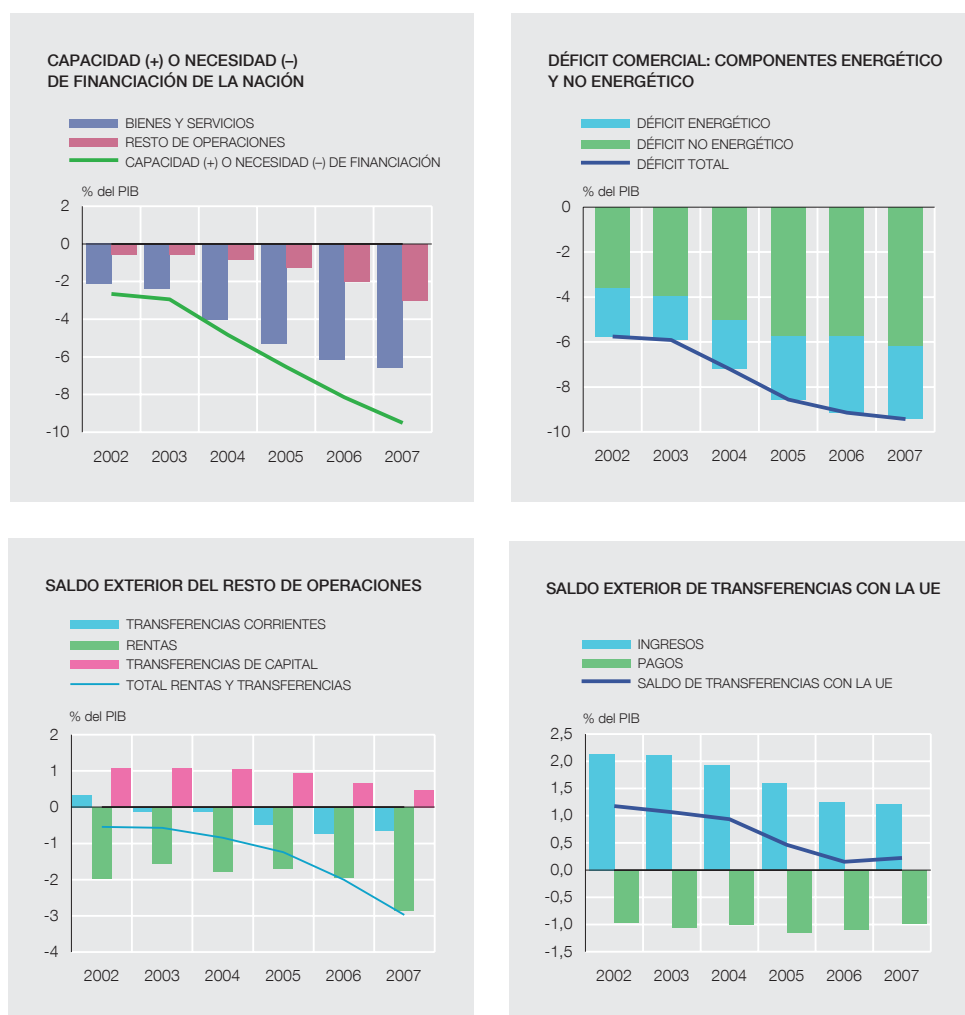 CAPACIDAD (+) O NECESIDAD (–)
DE FINANCIACIÓN DE LA NACIÓN
BIENES Y SERVICIOS
RESTO DE OPERACIONES
CAPACIDAD (+) O NECESIDAD (–) DE FINANCIACIÓN
% del PIB
2
0
-2
-4
-6
-8
-10
2002 2003 2004 2005 2006 2007
DÉFICIT COMERCIAL: COMPONENTES ENERGÉTICO
Y NO ENERGÉTICO
DÉFICIT ENERGÉTICO
DÉFICIT NO ENERGÉTICO
DÉFICIT TOTAL
% del PIB
0
-2
-4
-6
-8
-10
2002 2003 2004 2005 2006 2007
SALDO EXTERIOR DEL RESTO DE OPERACIONES
TRANSFERENCIAS CORRIENTES
RENTAS
TRANSFERENCIAS DE CAPITAL
TOTAL RENTAS Y TRANSFERENCIAS
% del PIB
2
1
0
-1
-2
-3
-4
2002 2003 2004 2005 2006 2007
SALDO EXTERIOR DE TRANSFERENCIAS CON LA UE
INGRESOS
PAGOS
SALDO DE TRANSFERENCIAS CON LA UE
% del PIB
2,5
2,0
1,5
1,0
0,5
0,0
-0,5
-1,0
-1,5
2002 2003 2004 2005 2006 2007